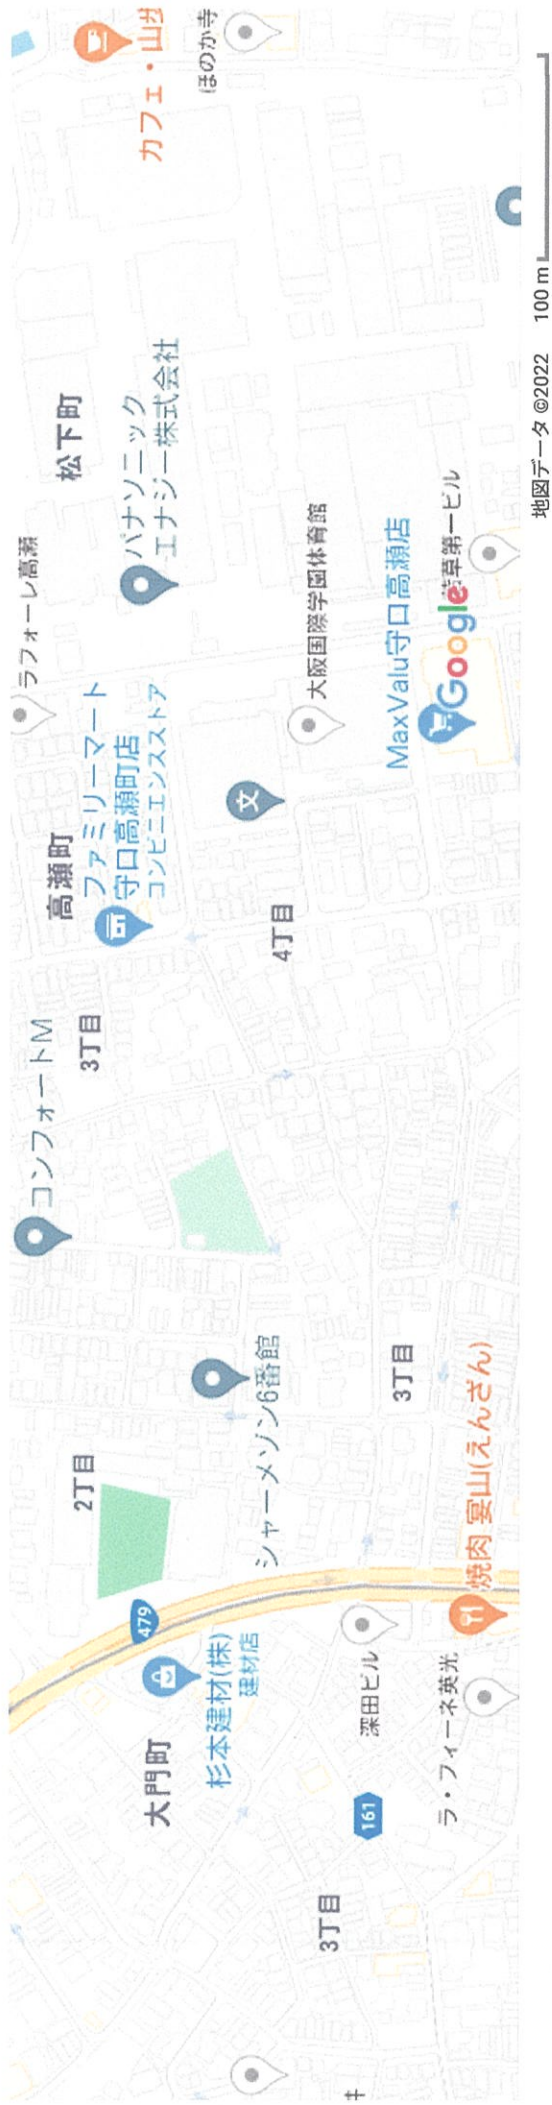 カフェ・山
ほのか寺
松下町
パナソニック
エナジー株式会社
ラフォーレ高瀬
大阪国際学園体育館
MaxValu守口高瀬店
草第一ビル
Google
ファミリーマート
守口高瀬町店
コンビニエンスストア
高瀬町
文
4丁目
3丁目
コンフォートM
シャーメゾン6番館
3丁目
2丁目
焼肉 宴山(えんざん)
479
杉本建材(株)
建材店
深田ビル
ラ・フィーネ英光
大門町
161
3丁目
井
地図データ ©2022
100 m